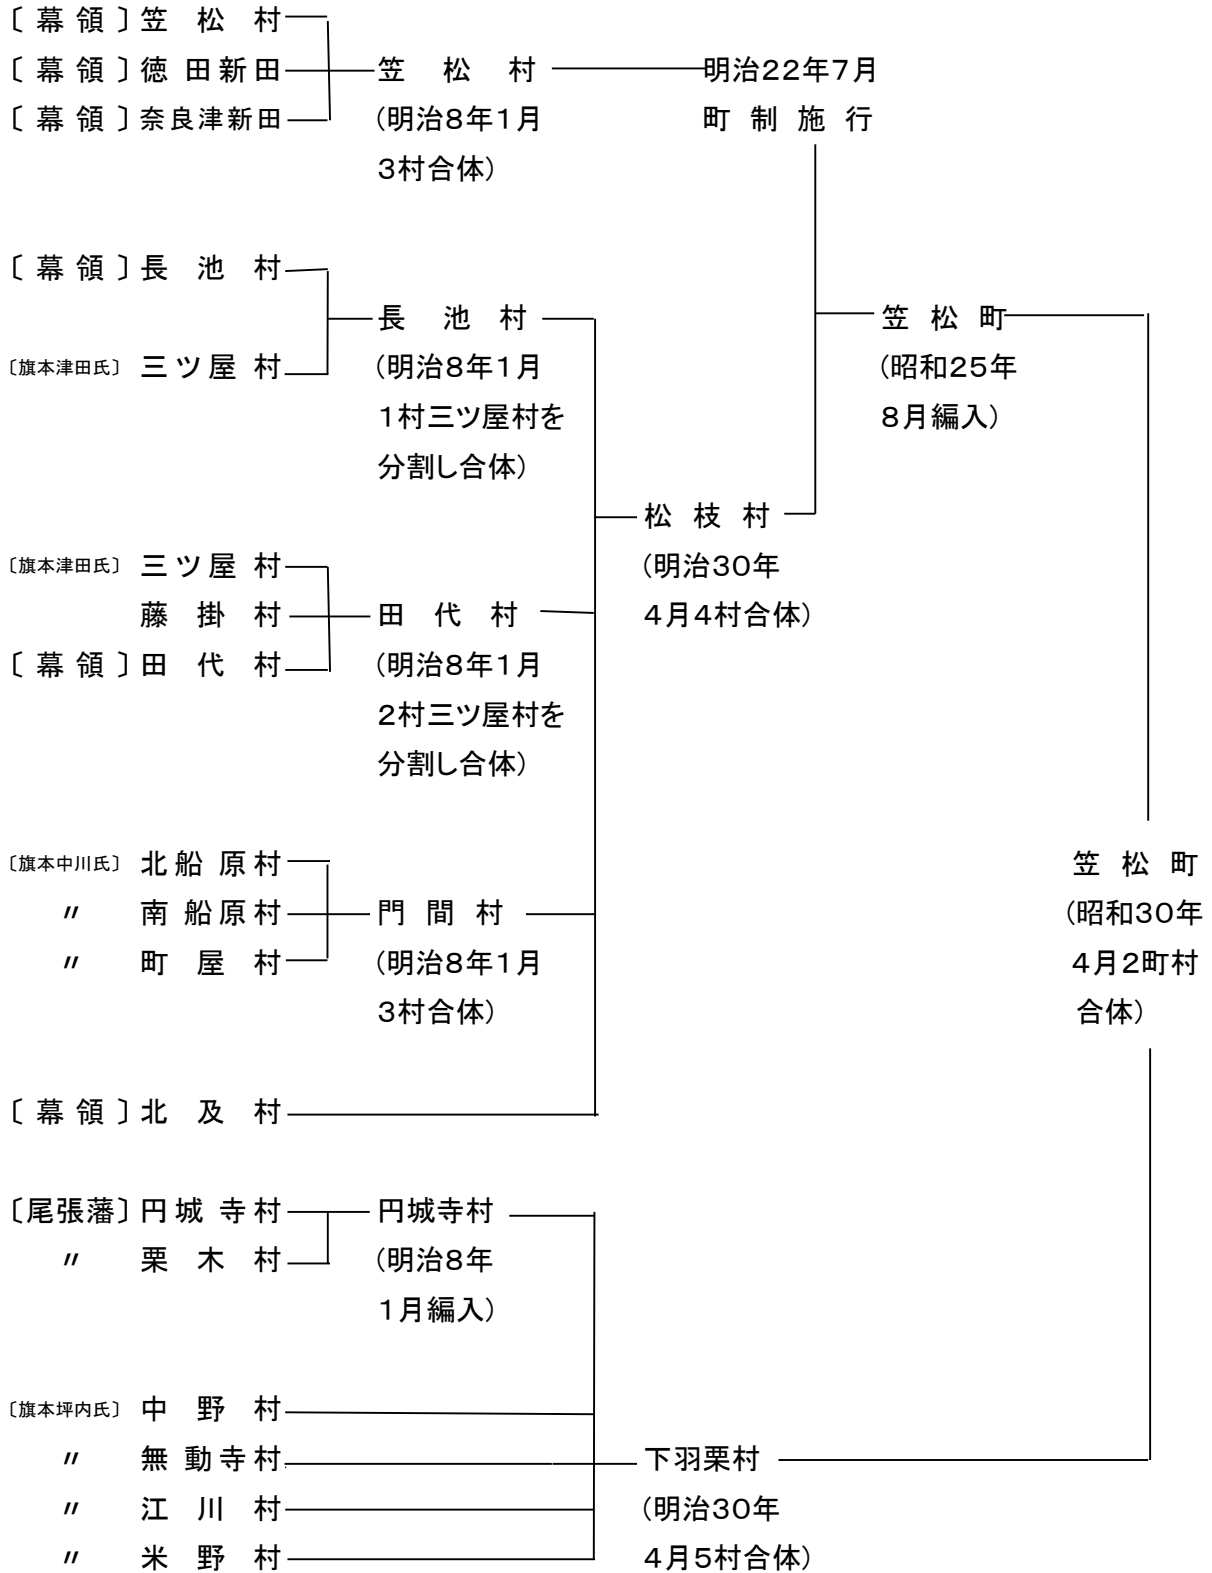 〔幕領〕笠松村
〔幕領〕徳田新田 笠松村 明治22年7月
〔幕領〕奈良津新田 (明治8年1月 町制施行
3村合体)
〔幕領〕長池村
長池村 笠松町
〔旗本津田氏〕 三ツ屋村 (明治8年1月 (昭和25年
1村三ツ屋村を 8月編入)
分割し合体)
松枝村
〔旗本津田氏〕 三ツ屋村 (明治30年
藤掛村 田代村 4月4村合体)
〔幕領〕田代村 (明治8年1月
2村三ツ屋村を
分割し合体)
〔旗本中川氏〕 北船原村 笠松町
〃 南船原村 門間村 (昭和30年
〃 町屋村 (明治8年1月 4月2町村
3村合体) 合体)
〔幕領〕北及村
〔尾張藩〕円城寺村 円城寺村
〃 栗木村 (明治8年
1月編入)
〔旗本坪内氏〕 中野村
〃 無動寺村 下羽栗村
〃 江川村 (明治30年
〃 米野村 4月5村合体)